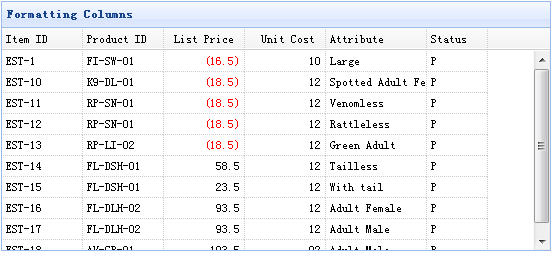 Formatting Columns
Item ID Product ID List Price Unit Cost Attribute Status
EST-1 FI-SW-01 (16.5) 10 Large P
EST-10 K9-DL-01 (18.5) 12 Spotted Adult Fe P
EST-11 RP-SN-01 (18.5) 12 Venomless P
EST-12 RP-SN-01 (18.5) 12 Rattleless P
EST-13 RP-LI-02 (18.5) 12 Green Adult P
EST-14 FL-DSH-01 58.5 12 Tailless P
EST-15 FL-DSH-01 23.5 12 With tail P
EST-16 FL-DLH-02 93.5 12 Adult Female P
EST-17 FL-DLH-02 93.5 12 Adult Male P
EST-18 AV-CB-01 193.5 92 Adult Male P